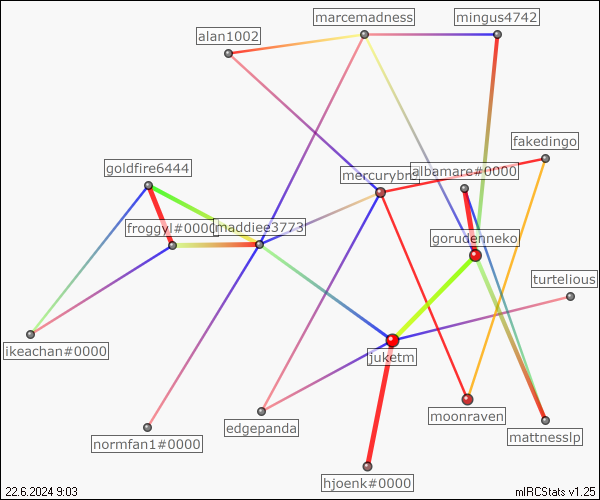 marcemadness
mingus4742
alan1002
fakedingo
goldfire6444
albamare#0000
froggyl#0000
maddiee3773
gorudenneko
turtelious
ikeachan#0000
juketm
edgepanda
moonraven
normfan1#0000
mattnesslp
hjoenk#0000
22.6.2024 9:03
mIRCStats v1.25